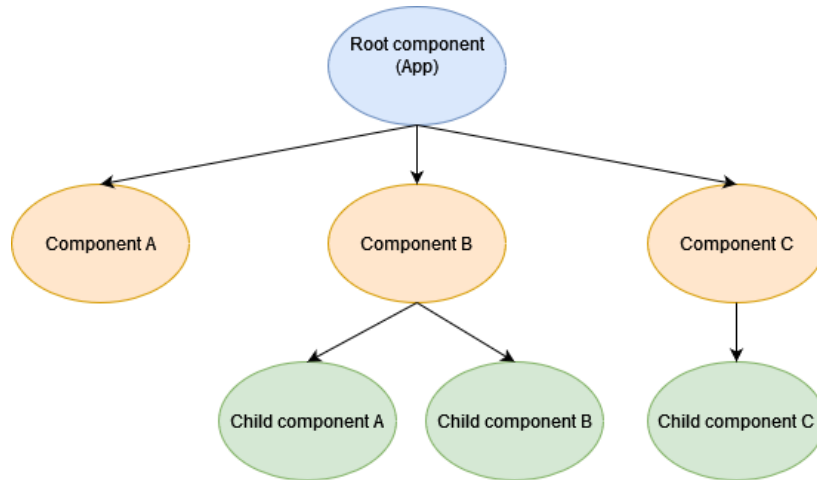 Root component
(App)
Component A
Component B
Component C
Child component A
Child component B
Child component C